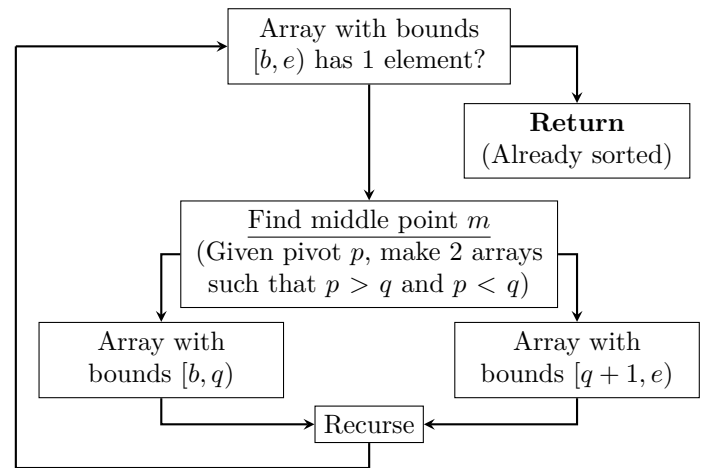 Array with bounds
[b, e) has 1 element?
Return
(Already sorted)
Find middle point m
(Given pivot p, make 2 arrays
such that p > q and p < q)
Array with
bounds [b, q)
Array with
bounds [q + 1, e)
Recurse